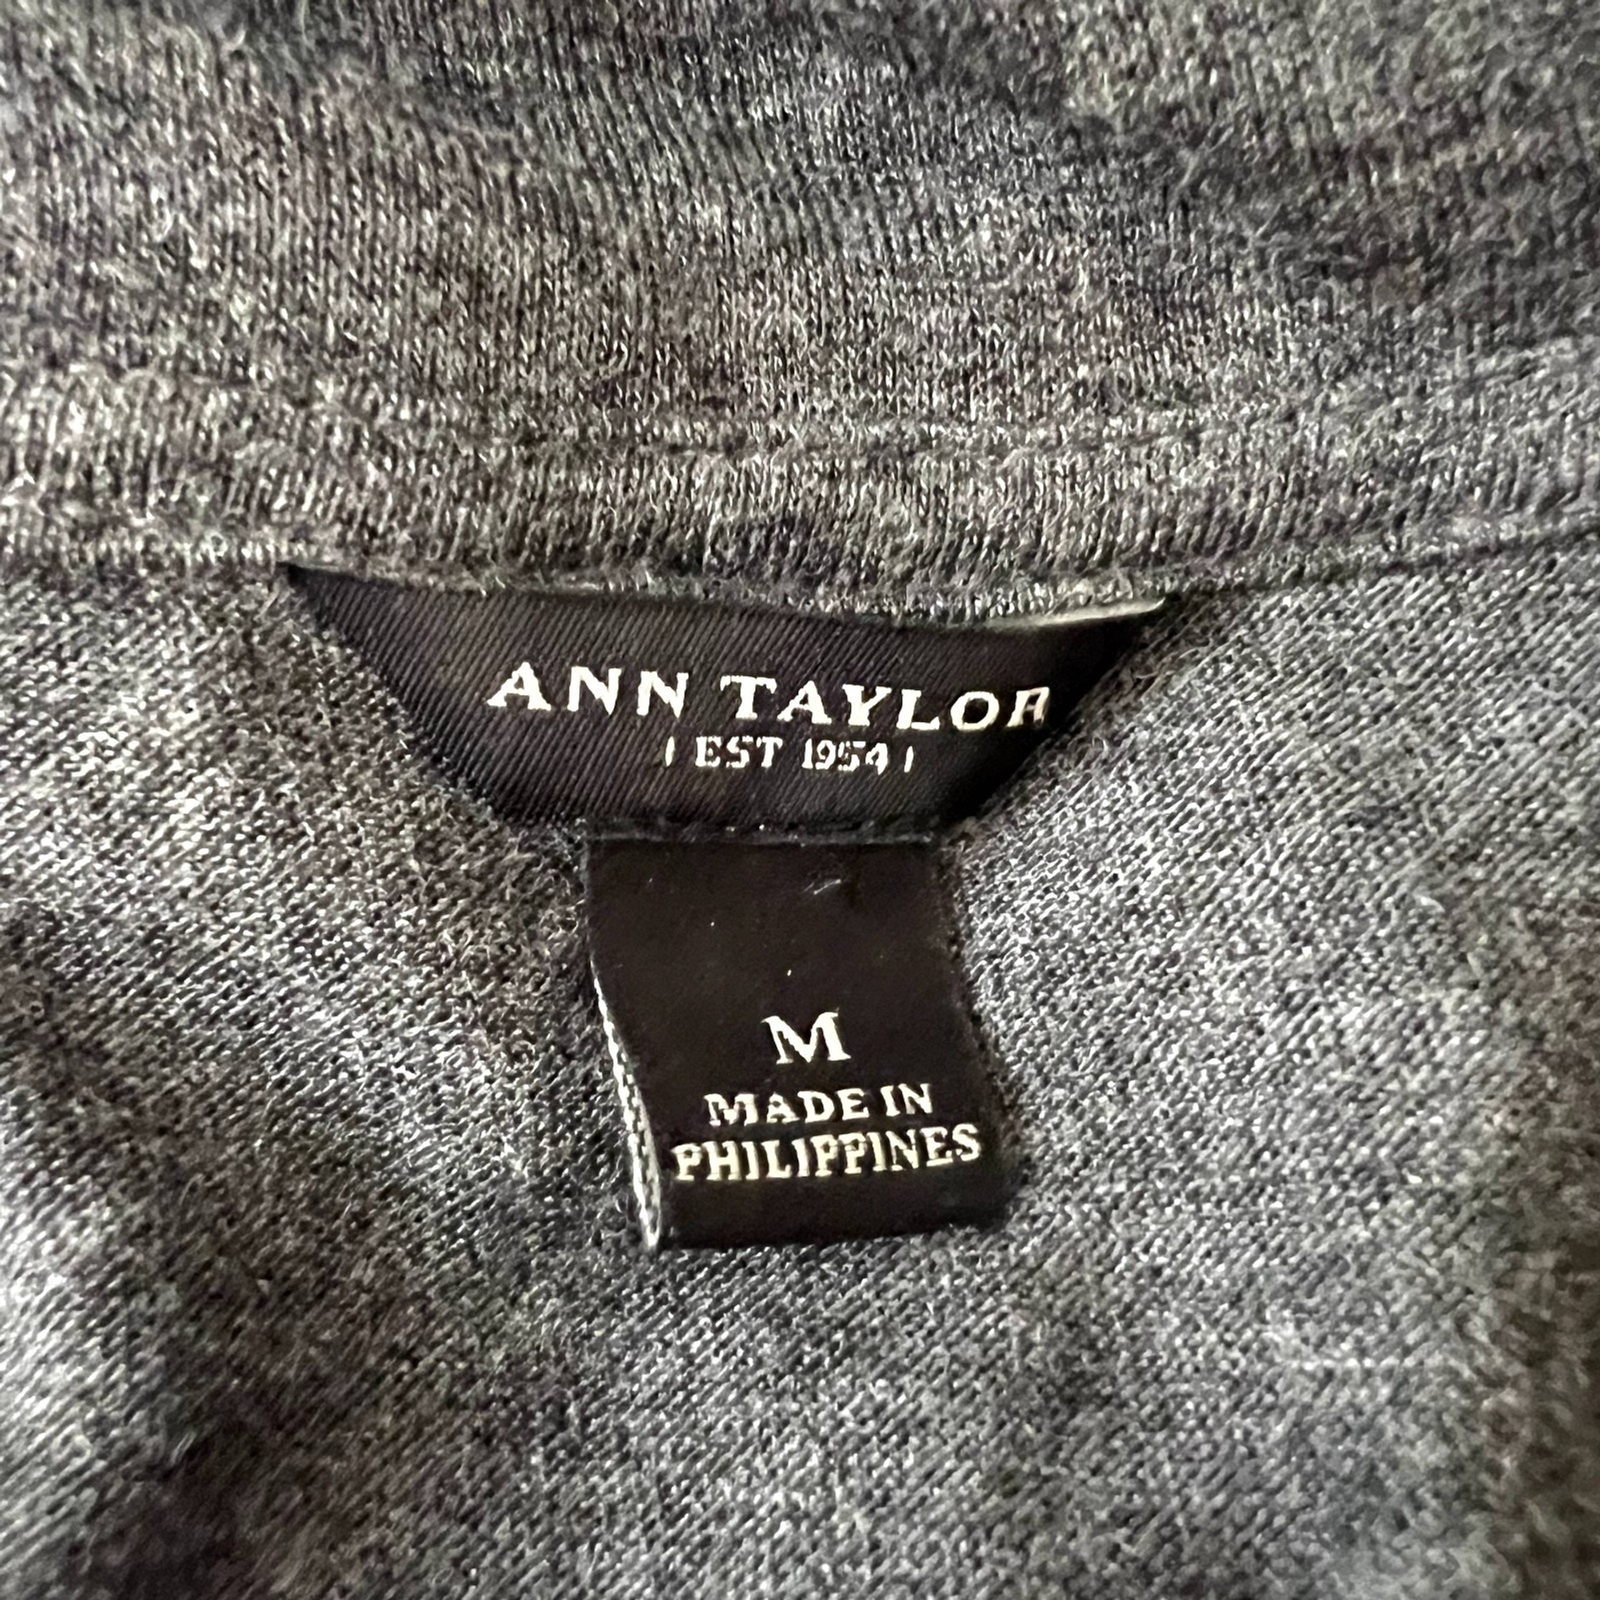 ANN TAYLOR
| EST 1954 |
M
MADE IN
PHILIPPINES